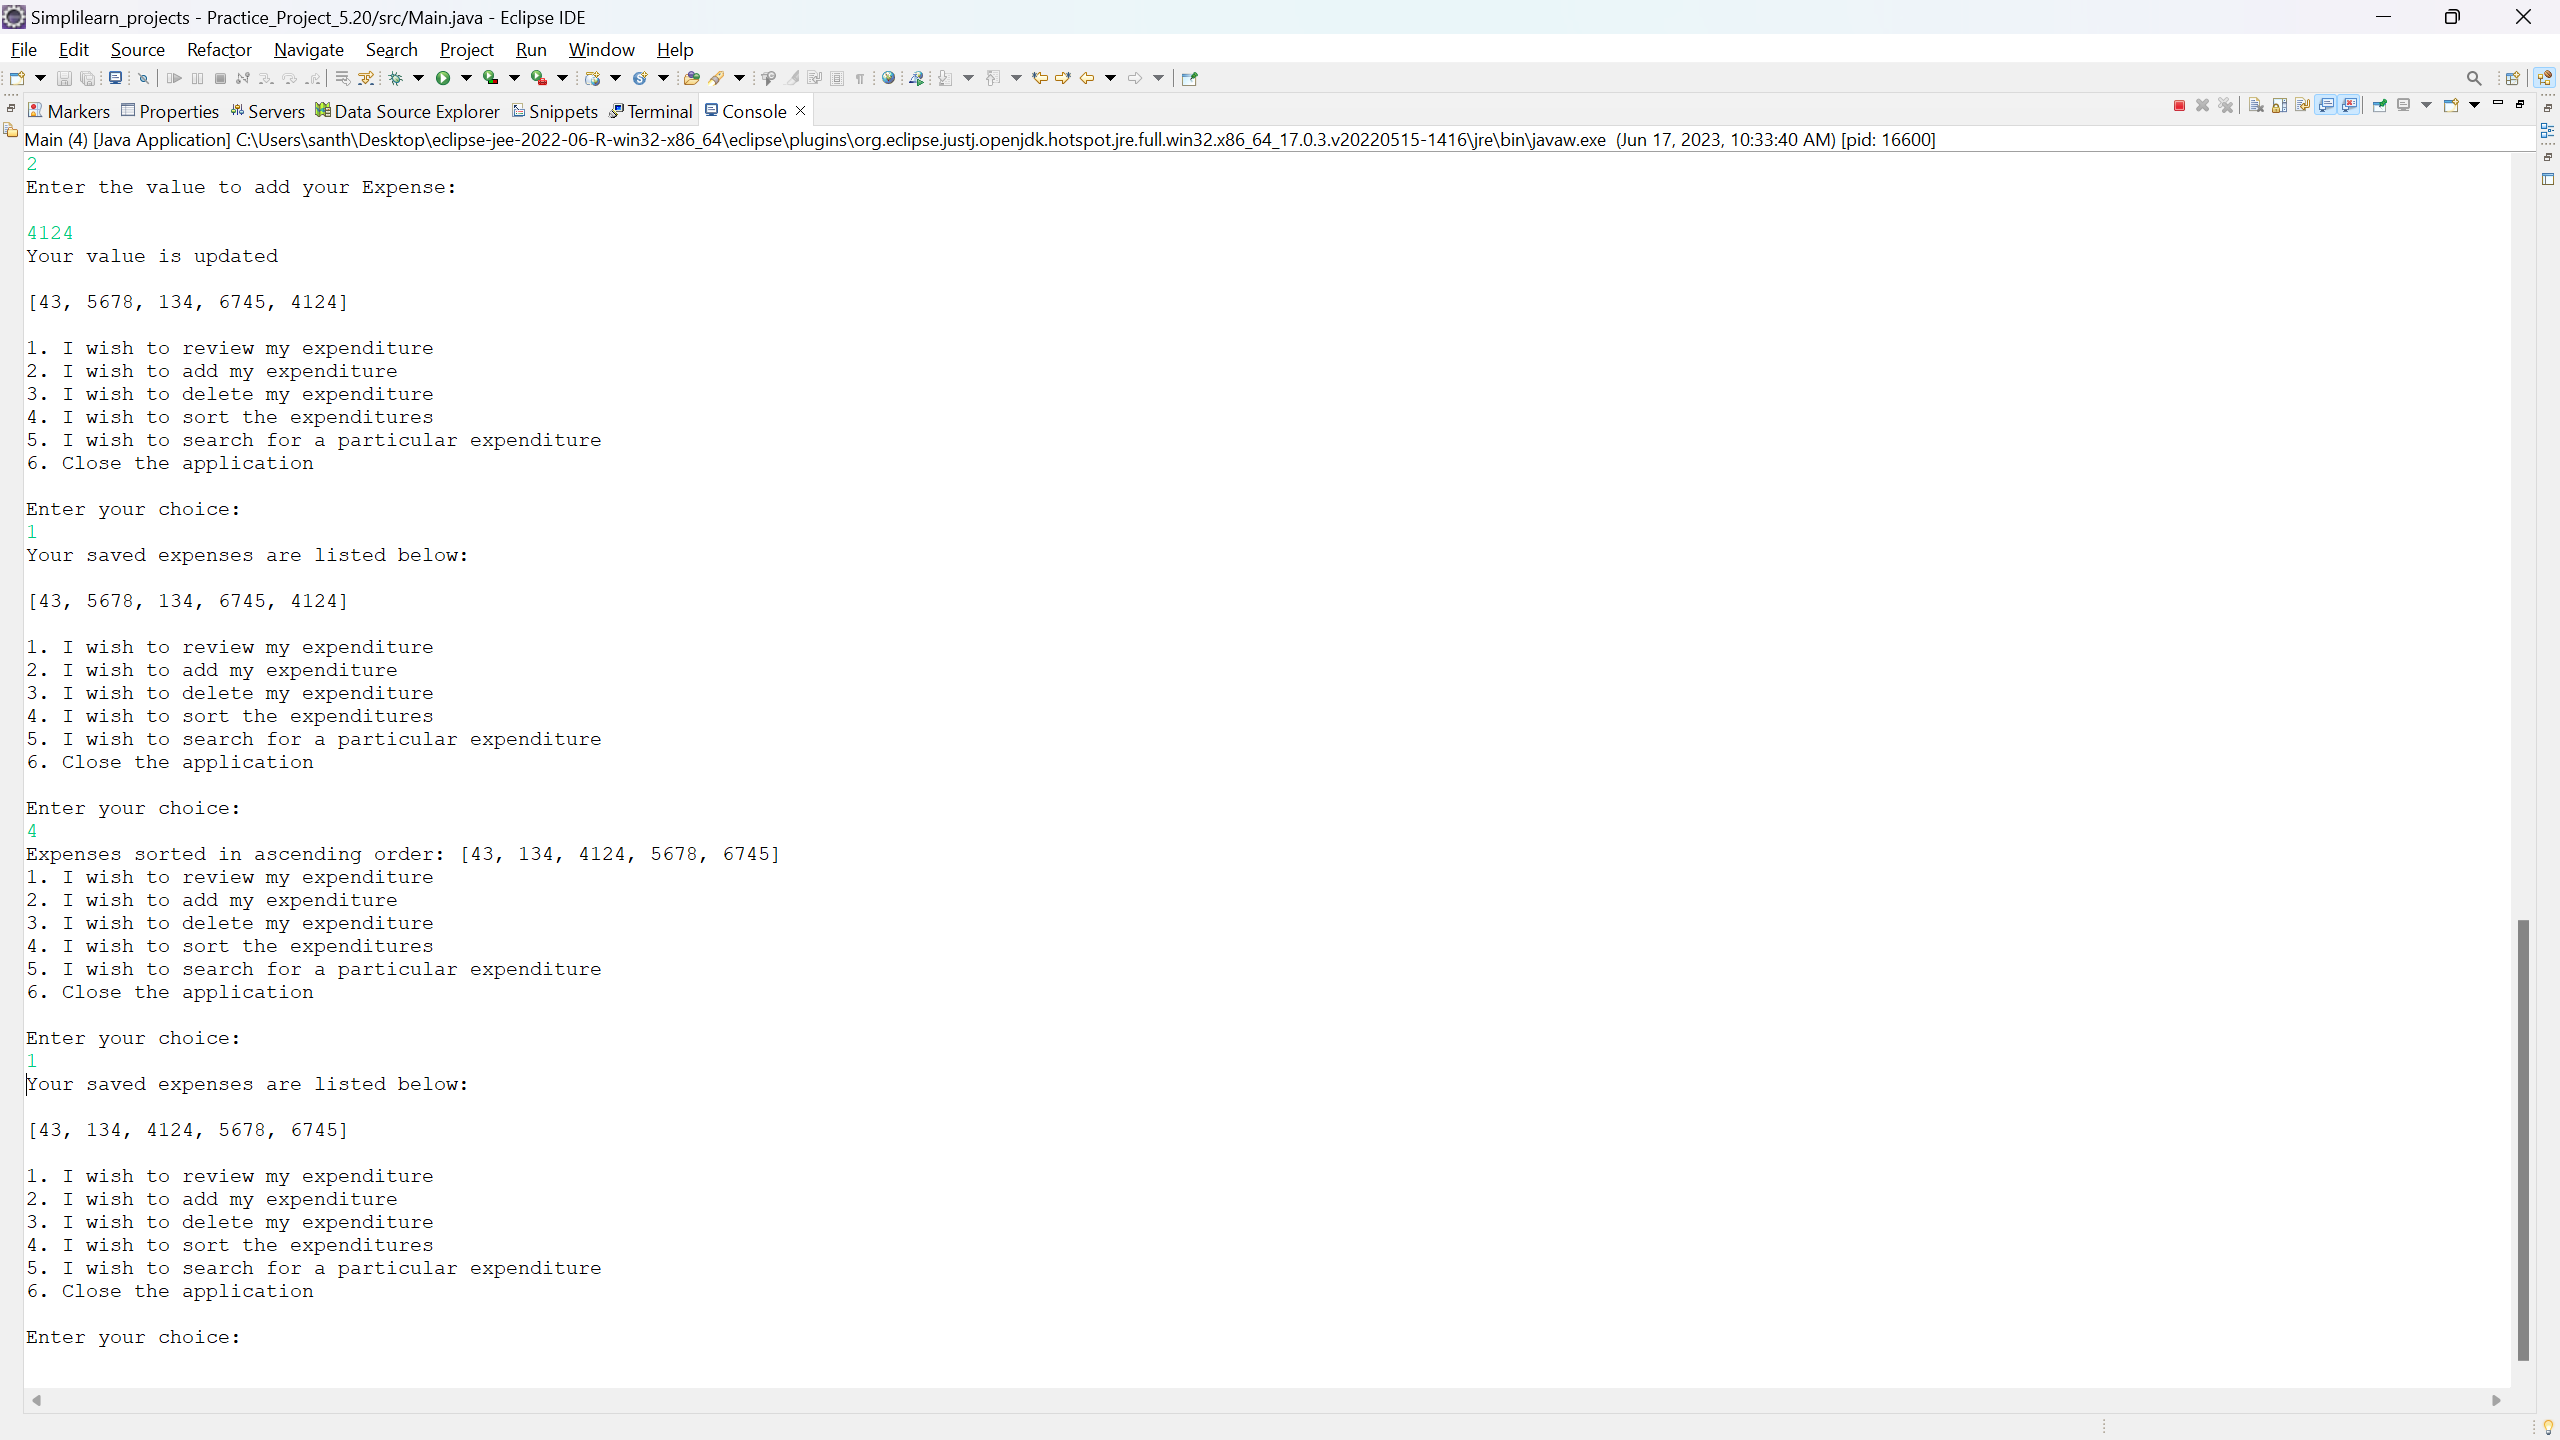 Simplilearn_projects - Practice_Project_5.20/src/Main.java - Eclipse IDE
File Edit Source Refactor Navigate Search Project Run Window Help
Markers Properties Servers Data Source Explorer Snippets Terminal Console
Main (4) [Java Application] C:\Users\santh\Desktop\eclipse-jee-2022-06-R-win32-x86_64\eclipse\plugins\org.eclipse.justj.openjdk.hotspot.jre.full.win32.x86_64_17.0.3.v20220515-1416\jre\bin\javaw.exe (Jun 17, 2023, 10:33:40 AM) [pid: 16600]
2
Enter the value to add your Expense:
4124
Your value is updated
[43, 5678, 134, 6745, 4124]
1. I wish to review my expenditure
2. I wish to add my expenditure
3. I wish to delete my expenditure
4. I wish to sort the expenditures
5. I wish to search for a particular expenditure
6. Close the application
Enter your choice:
1
Your saved expenses are listed below:
[43, 5678, 134, 6745, 4124]
1. I wish to review my expenditure
2. I wish to add my expenditure
3. I wish to delete my expenditure
4. I wish to sort the expenditures
5. I wish to search for a particular expenditure
6. Close the application
Enter your choice:
4
Expenses sorted in ascending order: [43, 134, 4124, 5678, 6745]
1. I wish to review my expenditure
2. I wish to add my expenditure
3. I wish to delete my expenditure
4. I wish to sort the expenditures
5. I wish to search for a particular expenditure
6. Close the application
Enter your choice:
1
Your saved expenses are listed below:
[43, 134, 4124, 5678, 6745]
1. I wish to review my expenditure
2. I wish to add my expenditure
3. I wish to delete my expenditure
4. I wish to sort the expenditures
5. I wish to search for a particular expenditure
6. Close the application
Enter your choice: